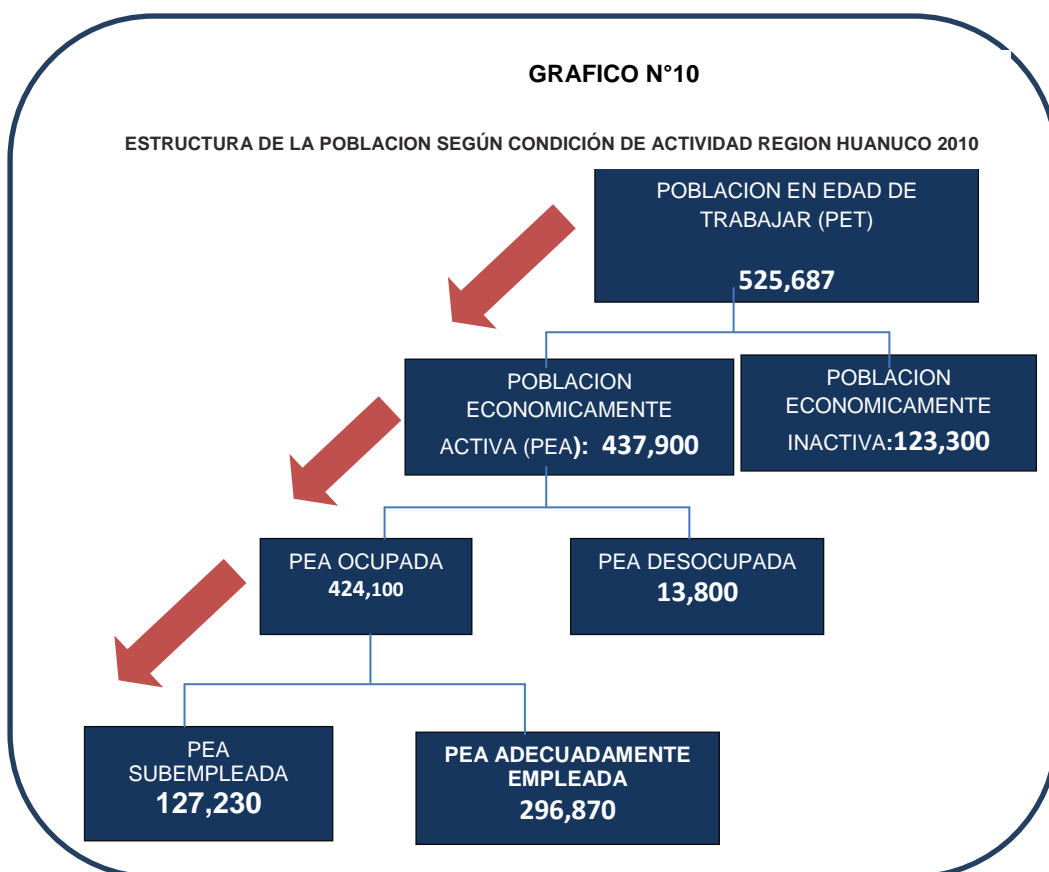 GRAFICO N°10
ESTRUCTURA DE LA POBLACION SEGÚN CONDICIÓN DE ACTIVIDAD REGION HUANUCO 2010
POBLACION EN EDAD DE
TRABAJAR (PET)
525,687
POBLACION
ECONOMICAMENTE
ACTIVA (PEA): 437,900
POBLACION
ECONOMICAMENTE
INACTIVA:123,300
PEA OCUPADA
424,100
PEA DESOCUPADA
13,800
PEA
SUBEMPLEADA
127,230
PEA ADECUADAMENTE
EMPLEADA
296,870